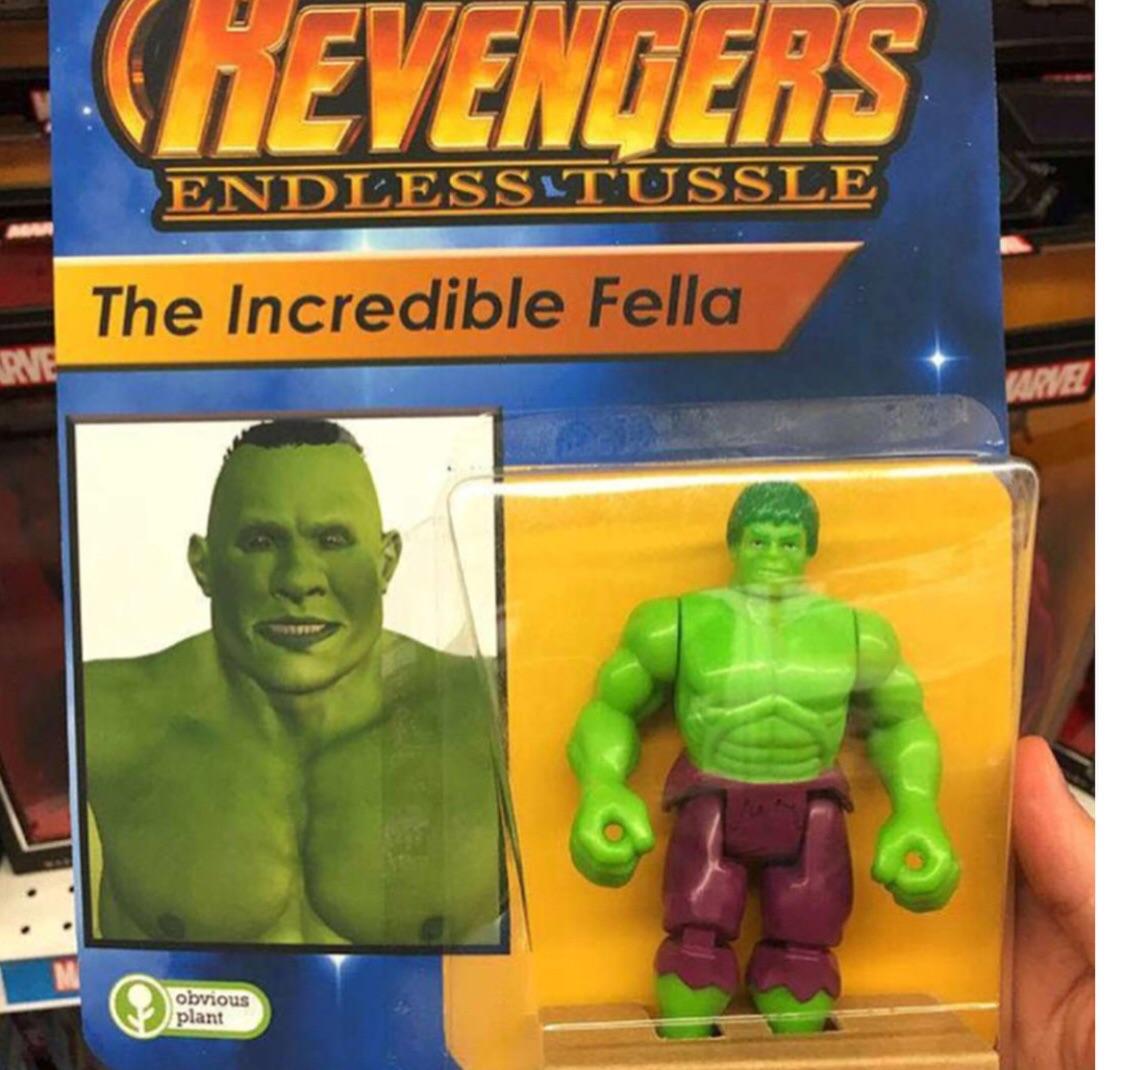 REVENGERS
ENDLESS TUSSLE
The Incredible Fella
MARVEL
obvious
plant